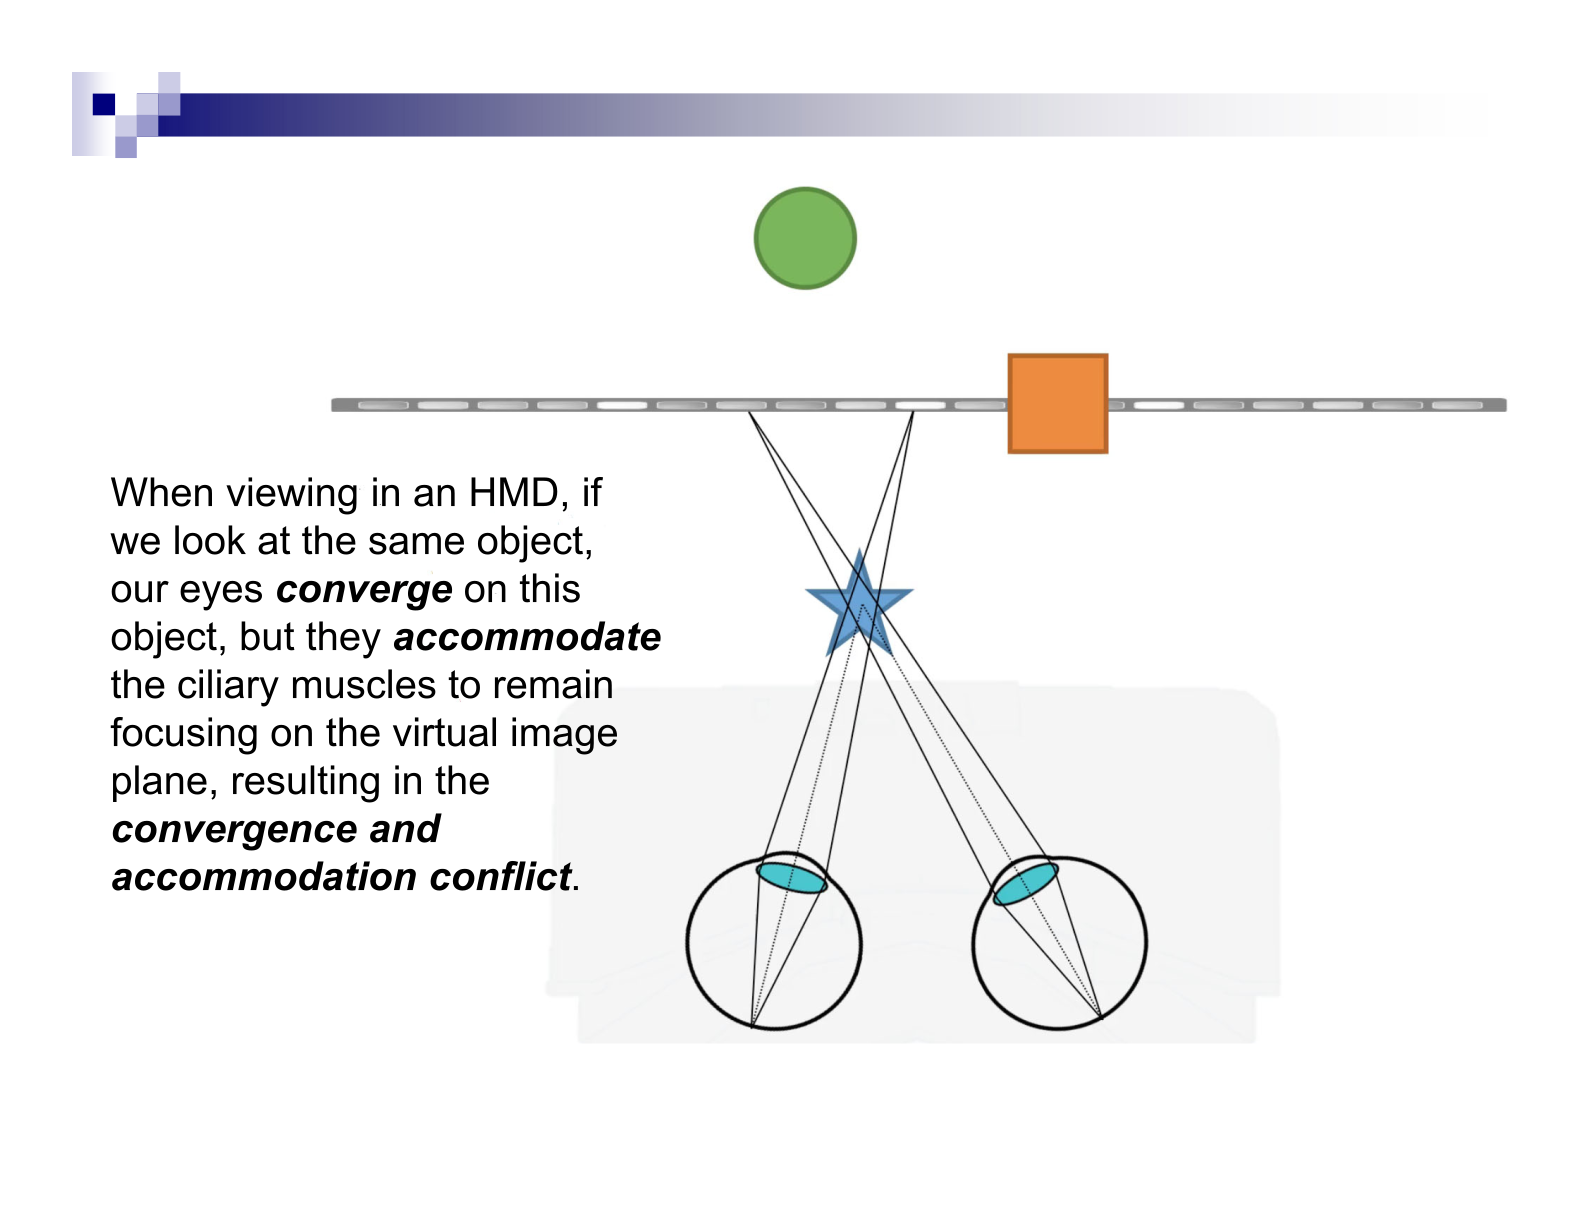 When viewing in an HMD, if
we look at the same object,
our eyes converge on this
object, but they accommodate
the ciliary muscles to remain
focusing on the virtual image
plane, resulting in the
convergence and
accommodation conflict.